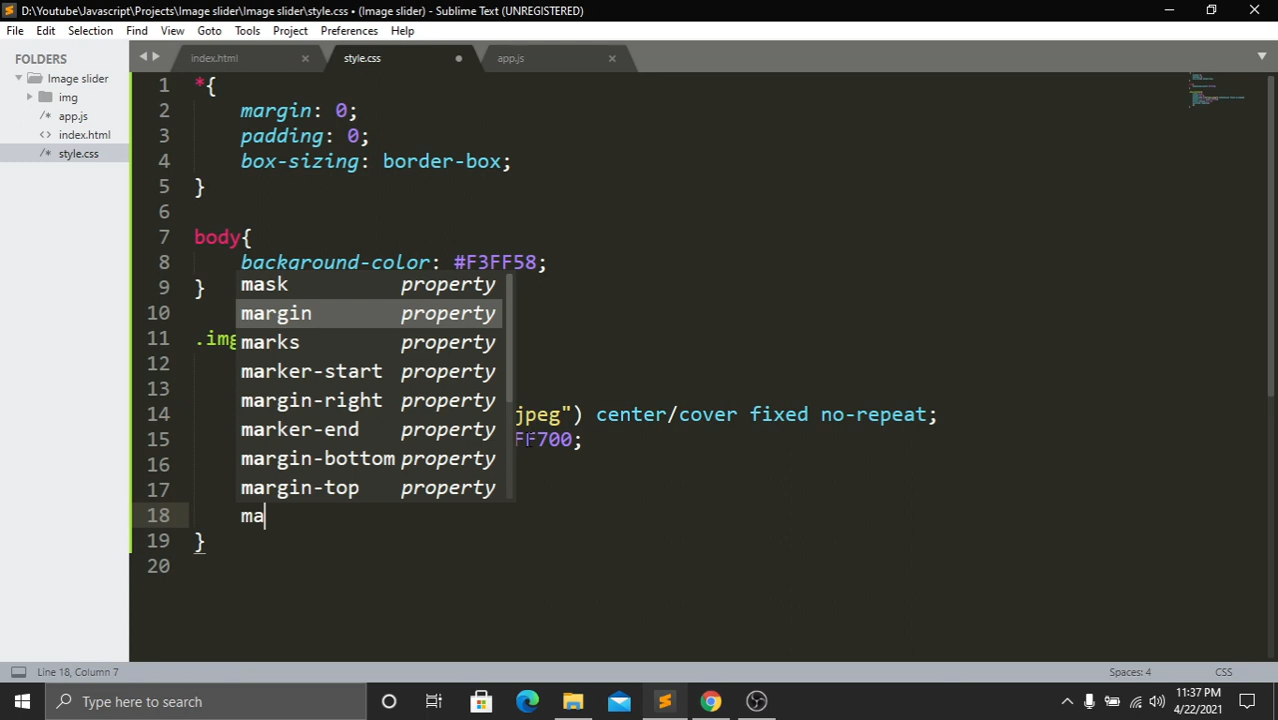 D:\Youtube\Javascript\Projects\Image slider\Image slider\style.css • (Image slider) - Sublime Text (UNREGISTERED)
File Edit Selection Find View Goto Tools Project Preferences Help
FOLDERS
Image slider
img
app.js
index.html
style.css
index.html style.css app.js
1 *{
2 margin: 0;
3 padding: 0;
4 box-sizing: border-box;
5 }
6
7 body{
8 background-color: #F3FF58;
9 }
10
11 .img
12
13
14 jpeg") center/cover fixed no-repeat;
15 FF700;
16
17
18 ma
19 }
20
mask property
margin property
marks property
marker-start property
margin-right property
marker-end property
margin-bottom property
margin-top property
Line 18, Column 7 Spaces: 4 CSS
Type here to search
11:37 PM
4/22/2021